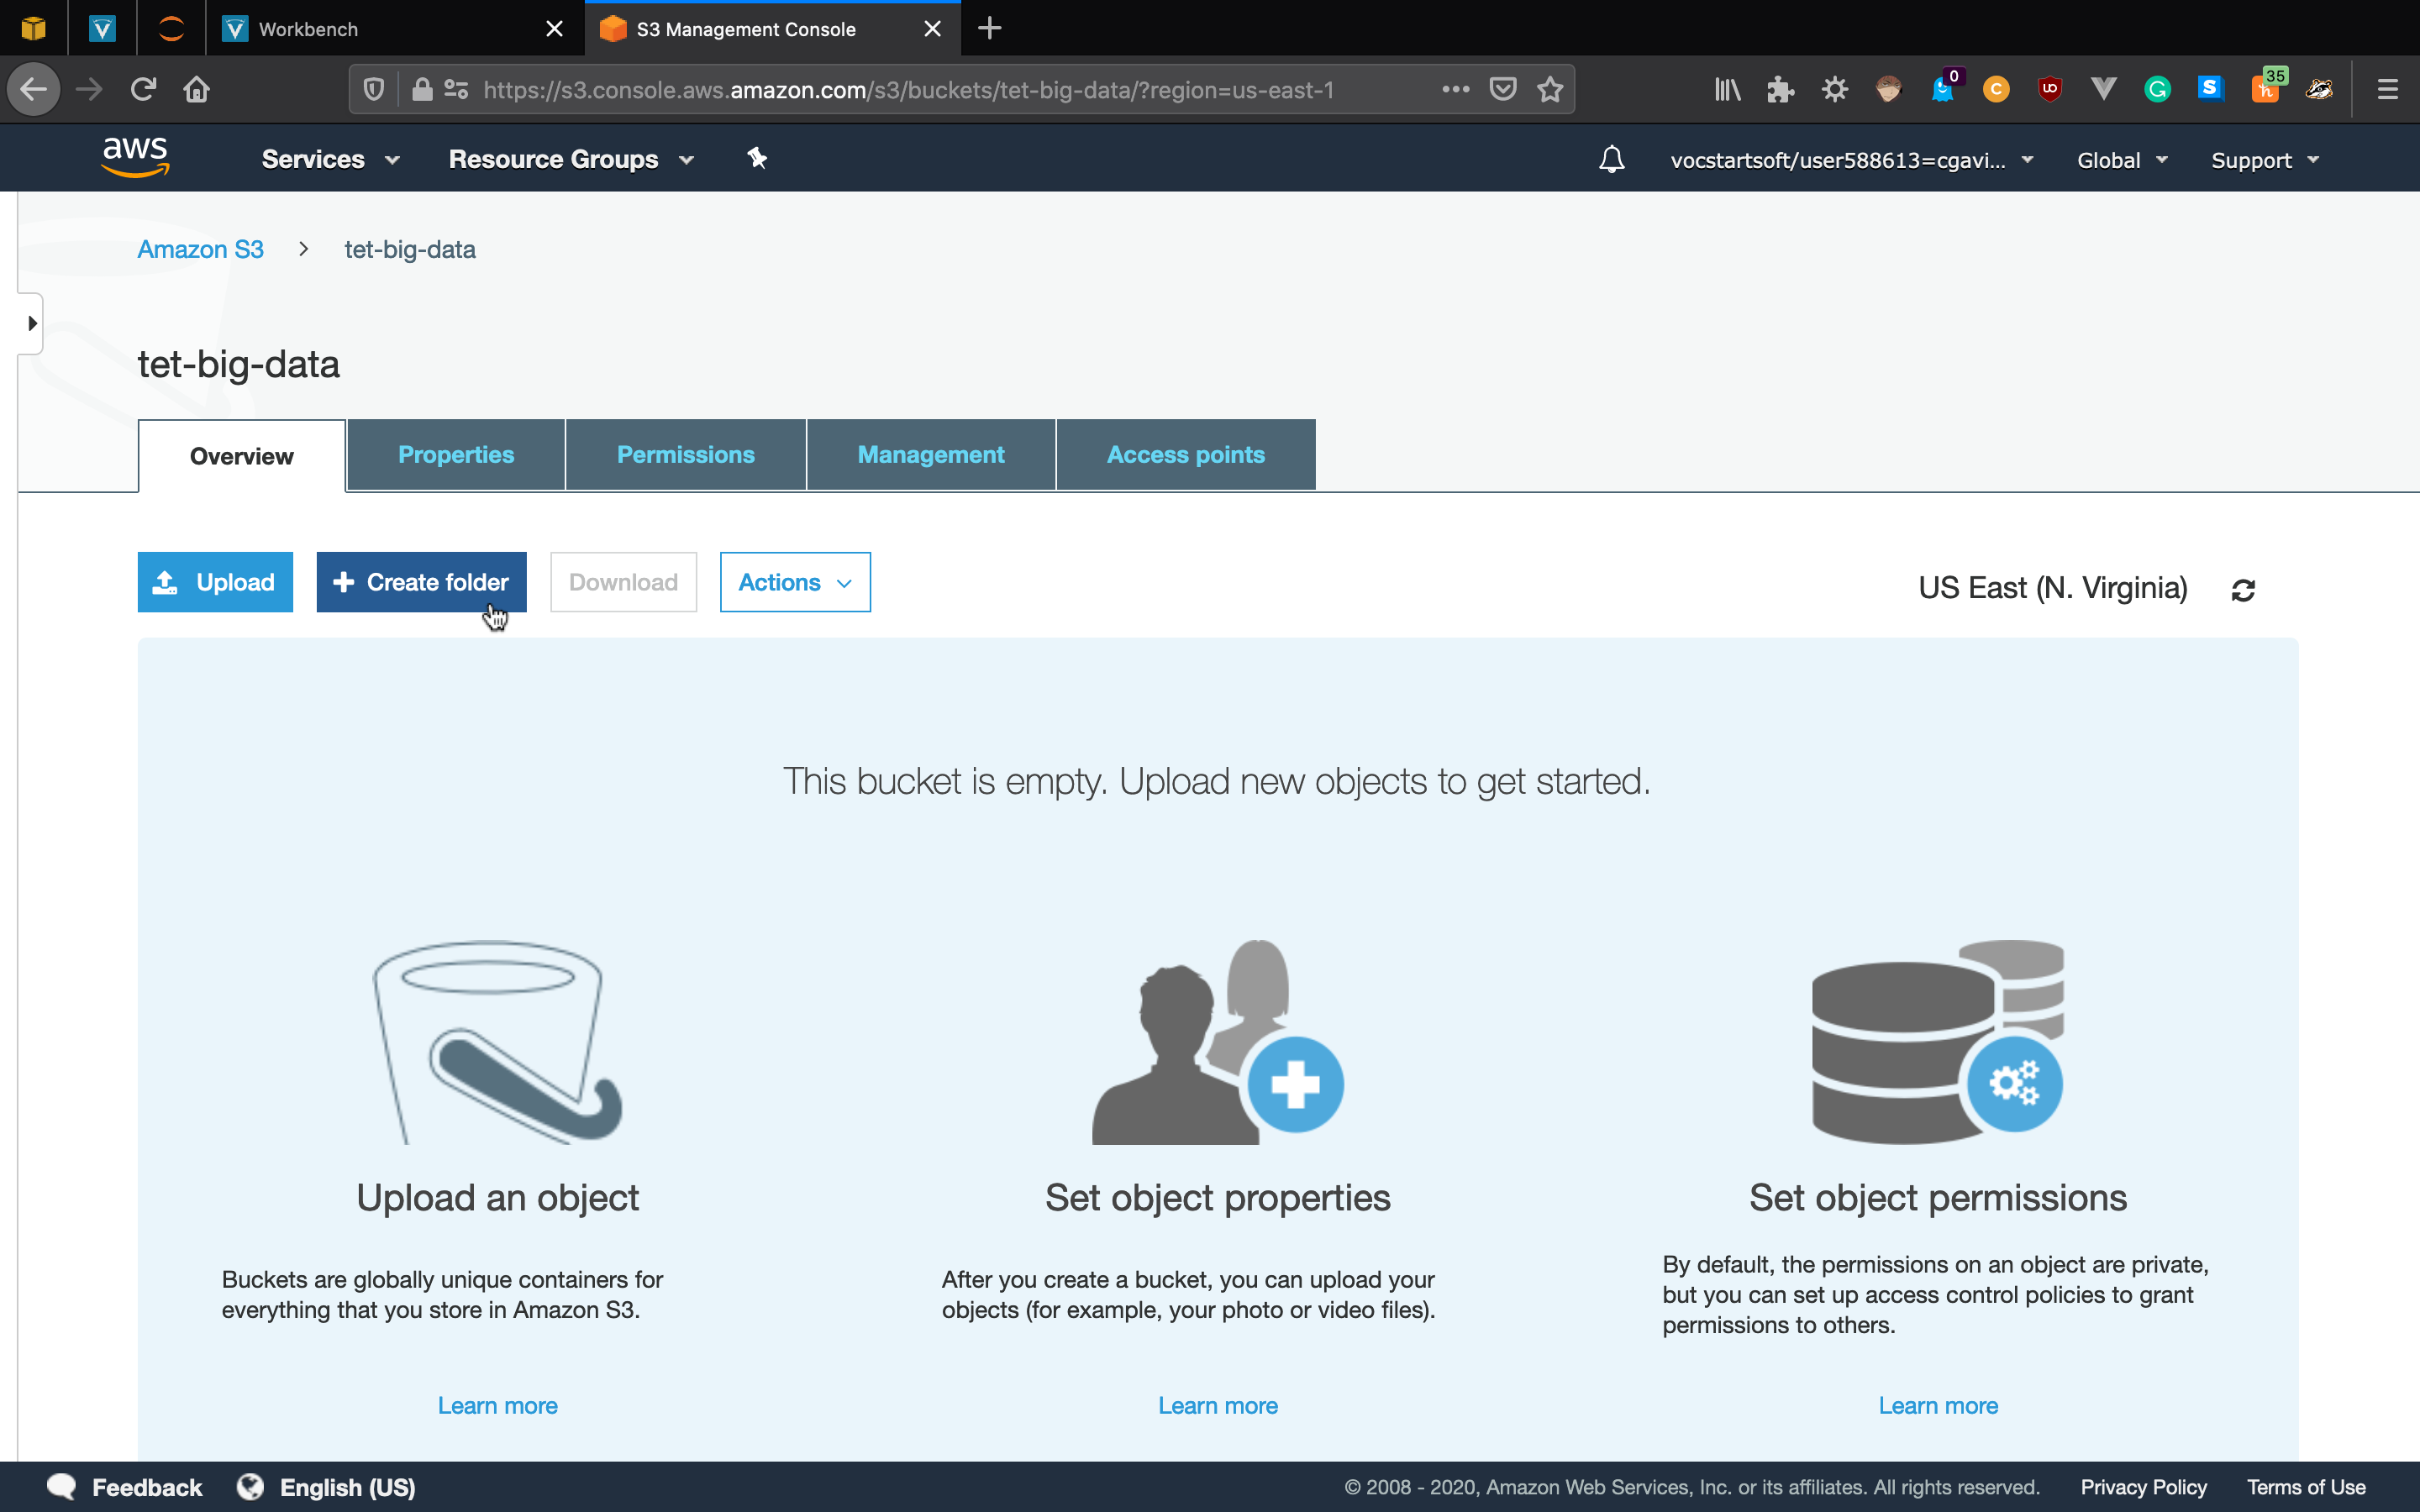 Workbench
S3 Management Console
https://s3.console.aws.amazon.com/s3/buckets/tet-big-data/?region=us-east-1
0
35
aws
Services
Resource Groups
vocstartsoft/user588613=cgavi...
Global
Support
Amazon S3
tet-big-data
tet-big-data
Overview
Properties
Permissions
Management
Access points
Upload
Create folder
Download
Actions
US East (N. Virginia)
This bucket is empty. Upload new objects to get started.
Upload an object
Buckets are globally unique containers for
everything that you store in Amazon S3.
Learn more
Set object properties
After you create a bucket, you can upload your
objects (for example, your photo or video files).
Learn more
Set object permissions
By default, the permissions on an object are private,
but you can set up access control policies to grant
permissions to others.
Learn more
Feedback
English (US)
© 2008 - 2020, Amazon Web Services, Inc. or its affiliates. All rights reserved.
Privacy Policy
Terms of Use